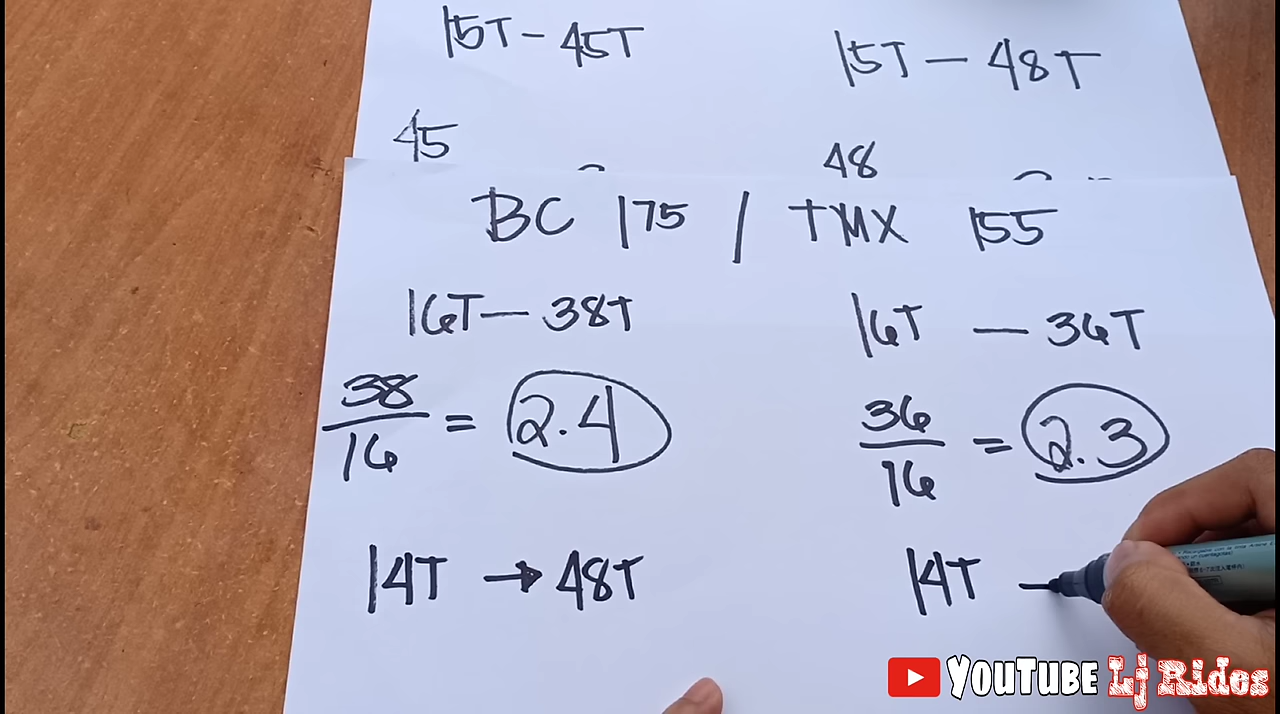 15T - 45T 15T - 48T
45 48
BC 175 / TMX 155
16T - 38T 16T - 36T
38/16 = 2.4 36/16 = 2.3
14T → 48T 14T -
YouTube Lj Rides